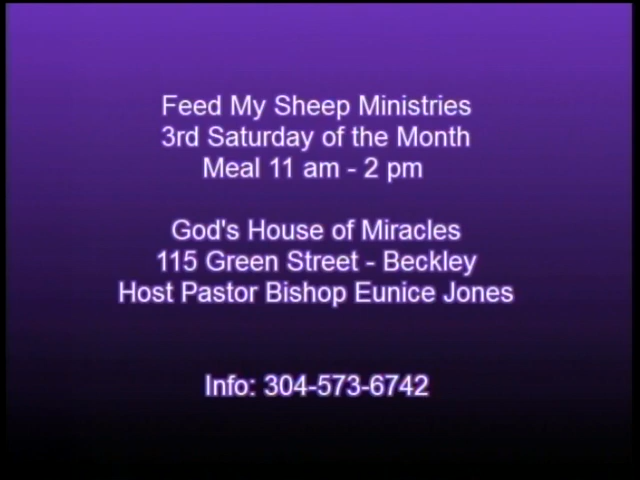 Feed My Sheep Ministries
3rd Saturday of the Month
Meal 11 am - 2 pm
God's House of Miracles
115 Green Street - Beckley
Host Pastor Bishop Eunice Jones
Info: 304-573-6742